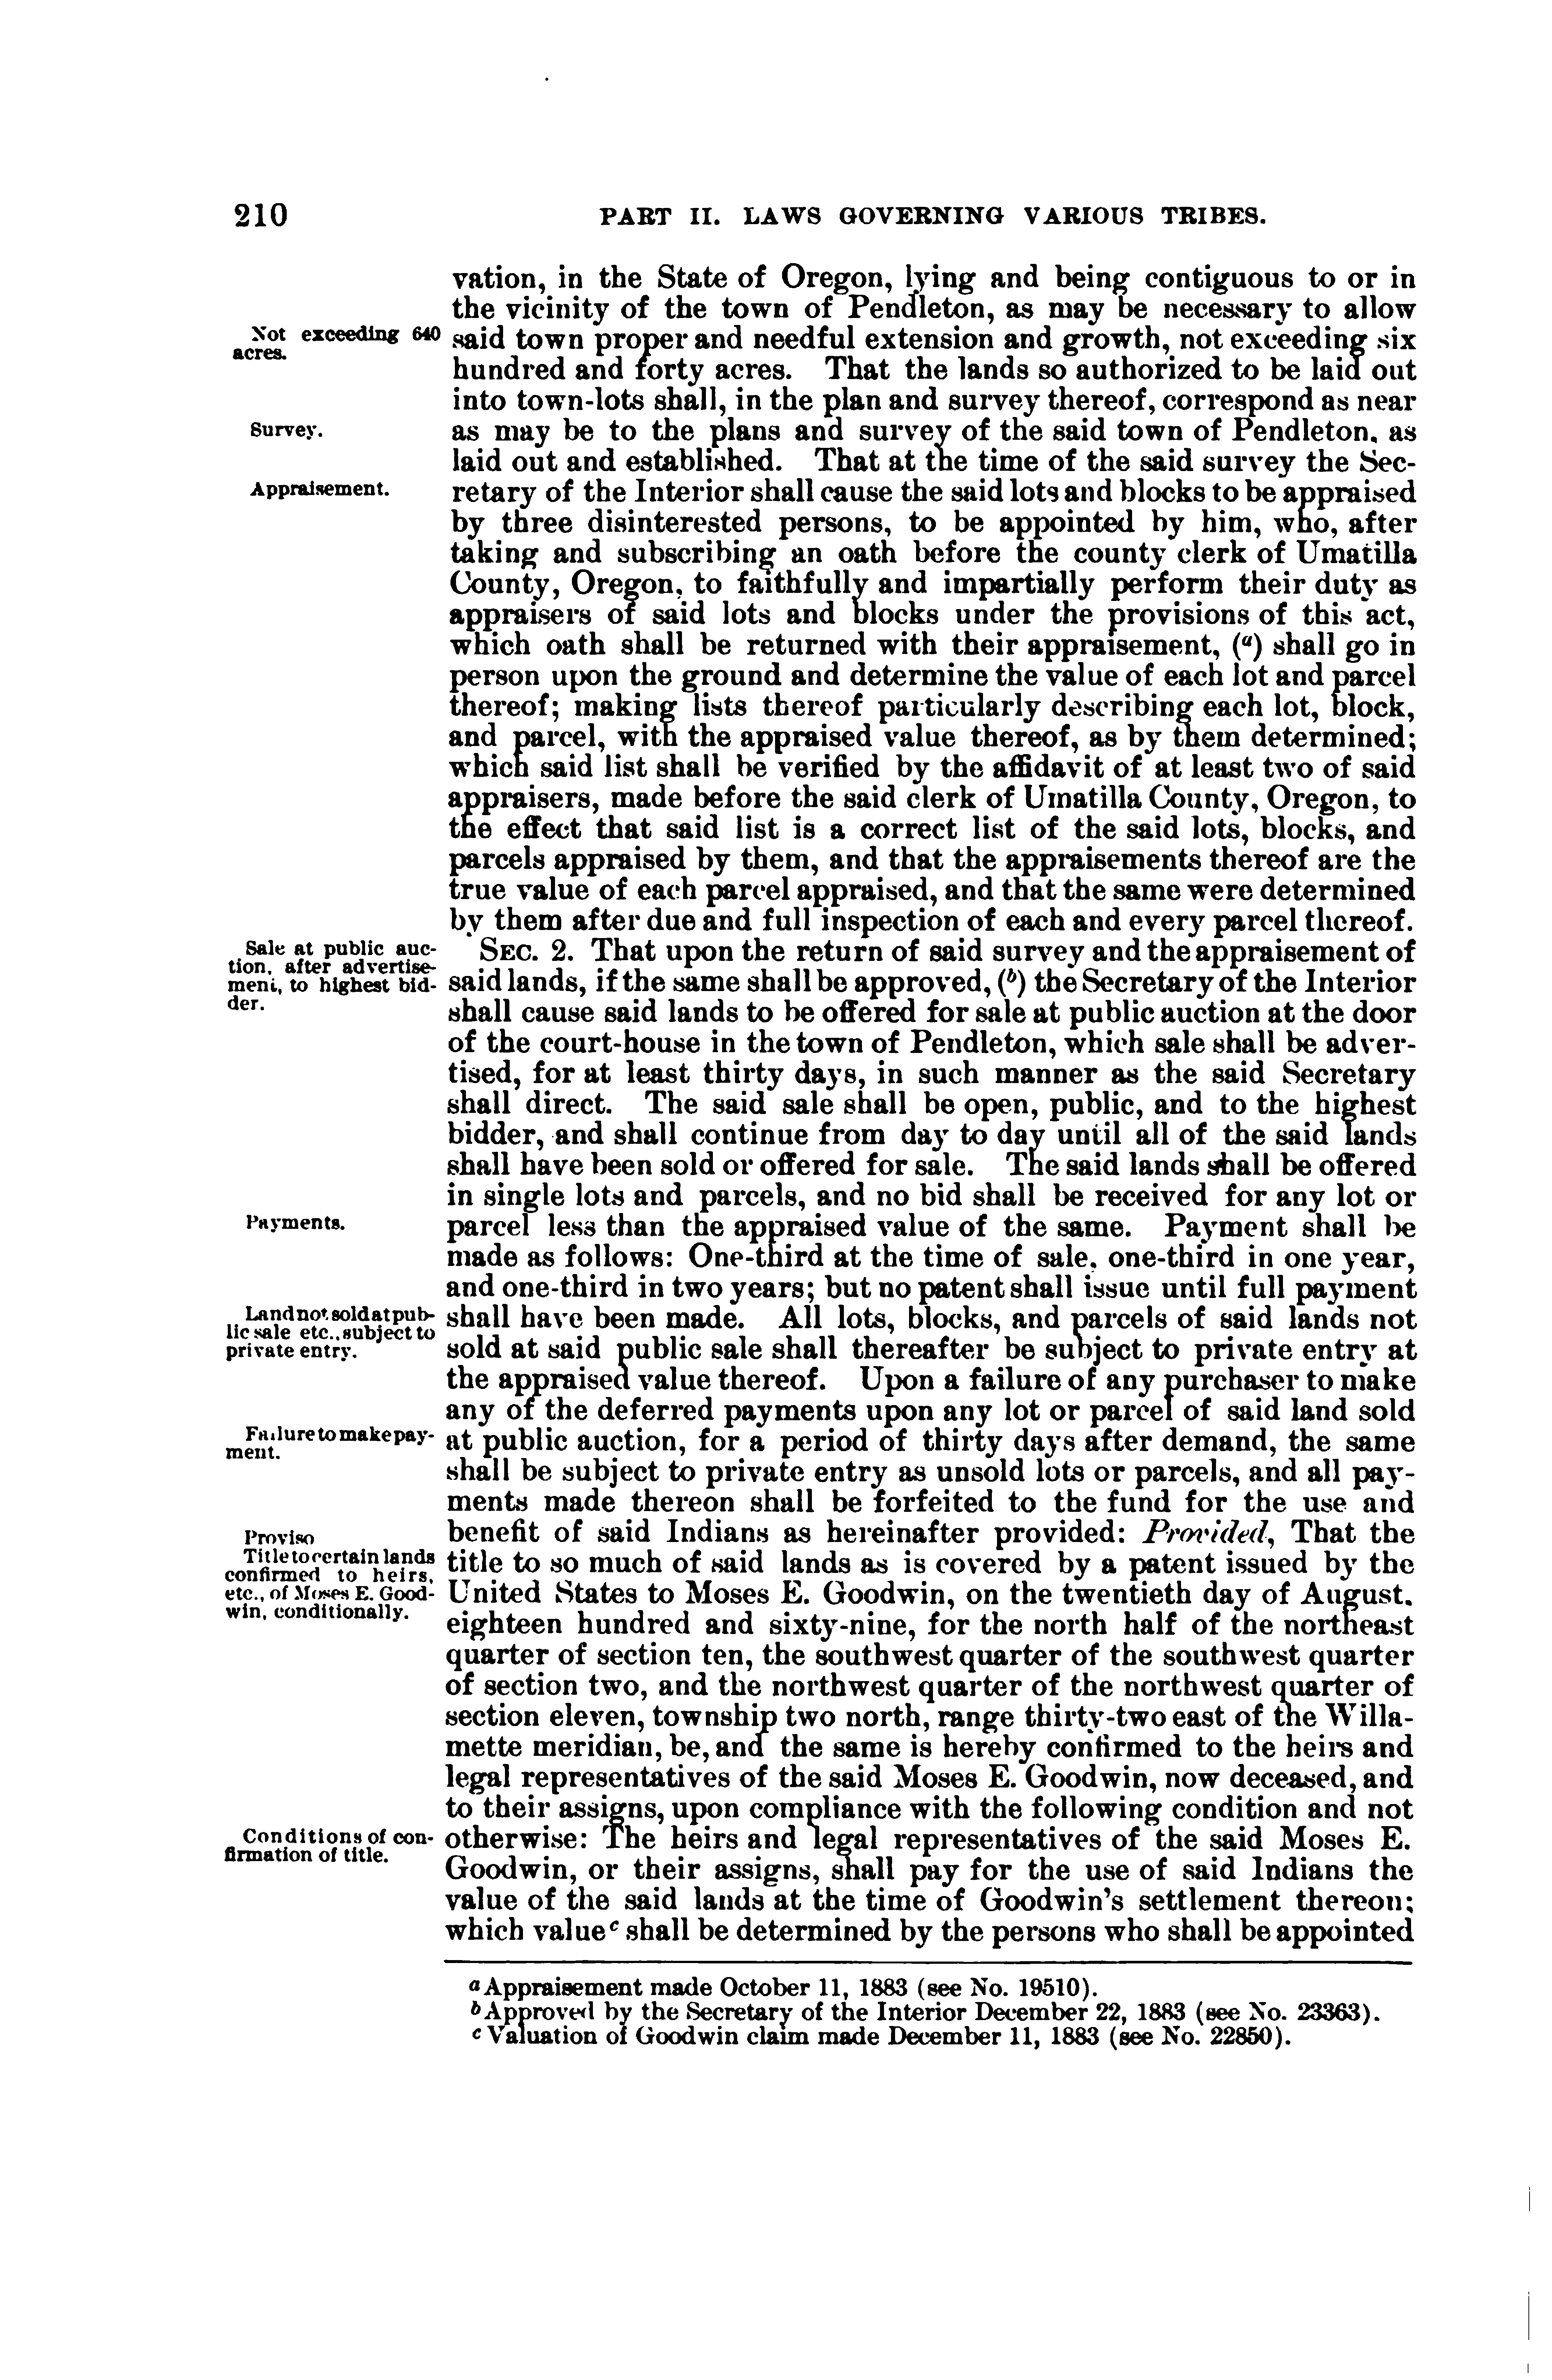 210
PART II. LAWS GOVERNING VARIOUS TRIBES.
vation, in the State of Oregon, lying and being contiguous to or in
the vicinity of the town of Pendleton, as may be necessary to allow
Not exceeding 640
acres.
said town proper and needful extension and growth, not exceeding six
hundred and forty acres. That the lands so authorized to be laid out
into town-lots shall, in the plan and survey thereof, correspond as near
Survey.
as may be to the plans and survey of the said town of Pendleton, as
laid out and established. That at the time of the said survey the Sec-
Appraisement.
retary of the Interior shall cause the said lots and blocks to be appraised
by three disinterested persons, to be appointed by him, who, after
taking and subscribing an oath before the county clerk of Umatilla
County, Oregon, to faithfully and impartially perform their duty as
appraisers of said lots and blocks under the provisions of this act,
which oath shall be returned with their appraisement, (a) shall go in
person upon the ground and determine the value of each lot and parcel
thereof; making lists thereof particularly describing each lot, block,
and parcel, with the appraised value thereof, as by them determined;
which said list shall be verified by the affidavit of at least two of said
appraisers, made before the said clerk of Umatilla County, Oregon, to
the effect that said list is a correct list of the said lots, blocks, and
parcels appraised by them, and that the appraisements thereof are the
true value of each parcel appraised, and that the same were determined
by them after due and full inspection of each and every parcel thereof.
Sale at public auc-
tion, after advertise-
ment, to highest bid-
der.
SEC. 2. That upon the return of said survey and the appraisement of
said lands, if the same shall be approved, (b) the Secretary of the Interior
shall cause said lands to be offered for sale at public auction at the door
of the court-house in the town of Pendleton, which sale shall be adver-
tised, for at least thirty days, in such manner as the said Secretary
shall direct. The said sale shall be open, public, and to the highest
bidder, and shall continue from day to day until all of the said lands
shall have been sold or offered for sale. The said lands shall be offered
in single lots and parcels, and no bid shall be received for any lot or
Payments.
parcel less than the appraised value of the same. Payment shall be
made as follows: One-third at the time of sale, one-third in one year,
and one-third in two years; but no patent shall issue until full payment
Land not sold at pub-
lic sale etc., subject to
private entry.
shall have been made. All lots, blocks, and parcels of said lands not
sold at said public sale shall thereafter be subject to private entry at
the appraised value thereof. Upon a failure of any purchaser to make
any of the deferred payments upon any lot or parcel of said land sold
Failure to make pay-
ment.
at public auction, for a period of thirty days after demand, the same
shall be subject to private entry as unsold lots or parcels, and all pay-
ments made thereon shall be forfeited to the fund for the use and
Proviso
Title to certain lands
confirmed to heirs,
etc., of Moses E. Good-
win, conditionally.
benefit of said Indians as hereinafter provided: Provided, That the
title to so much of said lands as is covered by a patent issued by the
United States to Moses E. Goodwin, on the twentieth day of August,
eighteen hundred and sixty-nine, for the north half of the northeast
quarter of section ten, the southwest quarter of the southwest quarter
of section two, and the northwest quarter of the northwest quarter of
section eleven, township two north, range thirty-two east of the Willa-
mette meridian, be, and the same is hereby confirmed to the heirs and
legal representatives of the said Moses E. Goodwin, now deceased, and
to their assigns, upon compliance with the following condition and not
Conditions of con-
firmation of title.
otherwise: The heirs and legal representatives of the said Moses E.
Goodwin, or their assigns, shall pay for the use of said Indians the
value of the said lands at the time of Goodwin's settlement thereon;
which value c shall be determined by the persons who shall be appointed
a Appraisement made October 11, 1883 (see No. 19510).
b Approved by the Secretary of the Interior December 22, 1883 (see No. 23363).
c Valuation of Goodwin claim made December 11, 1883 (see No. 22850).